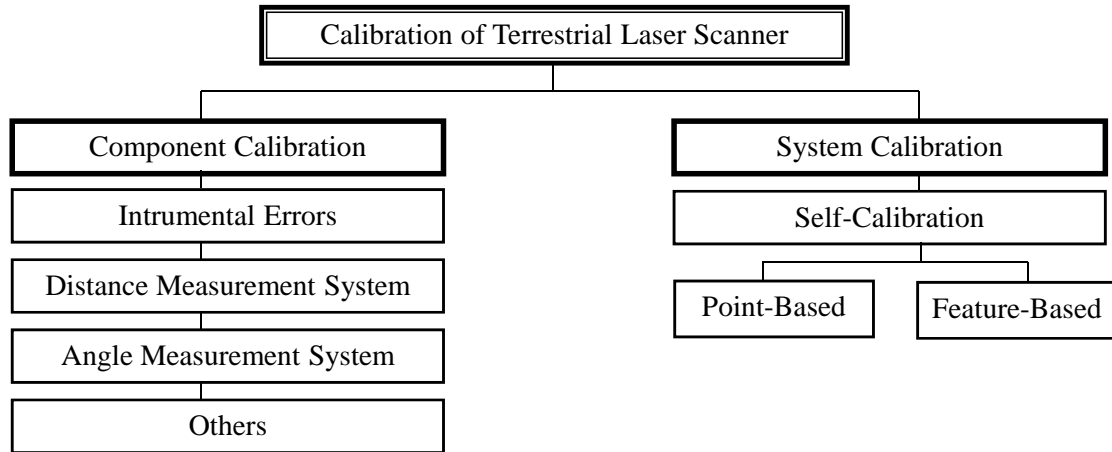 Calibration of Terrestrial Laser Scanner
Component Calibration
Intrumental Errors
Distance Measurement System
Angle Measurement System
Others
System Calibration
Self-Calibration
Point-Based
Feature-Based